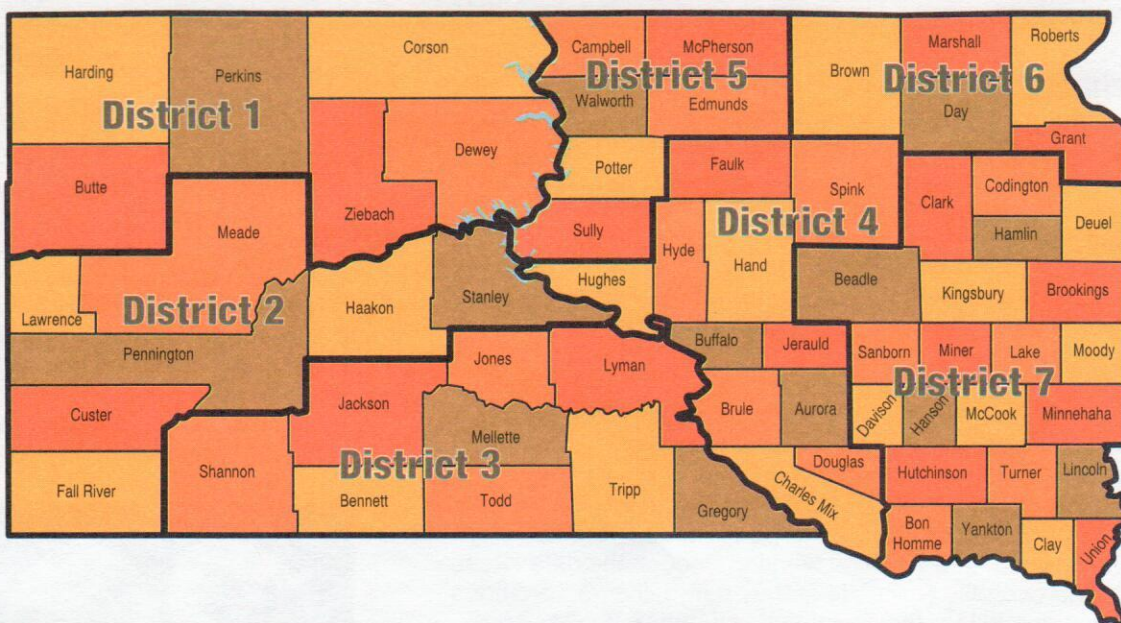 Harding
Perkins
Corson
Campbell
McPherson
Brown
Marshall
Roberts
District 1
District 5
District 6
Walworth
Edmunds
Day
Butte
Dewey
Ziebach
Potter
Faulk
Spink
Grant
Clark
Codington
Deuel
Meade
Sully
Hyde
Hand
District 4
Hamlin
Lawrence
District 2
Haakon
Stanley
Hughes
Beadle
Kingsbury
Brookings
Pennington
Jones
Lyman
Buffalo
Jerauld
Sanborn
Miner
Lake
Moody
District 7
Custer
Jackson
Mellette
Brule
Aurora
Davison
Hanson
McCook
Minnehaha
Fall River
Shannon
District 3
Bennett
Todd
Tripp
Gregory
Charles Mix
Douglas
Hutchinson
Turner
Lincoln
Bon
Homme
Yankton
Clay
Union